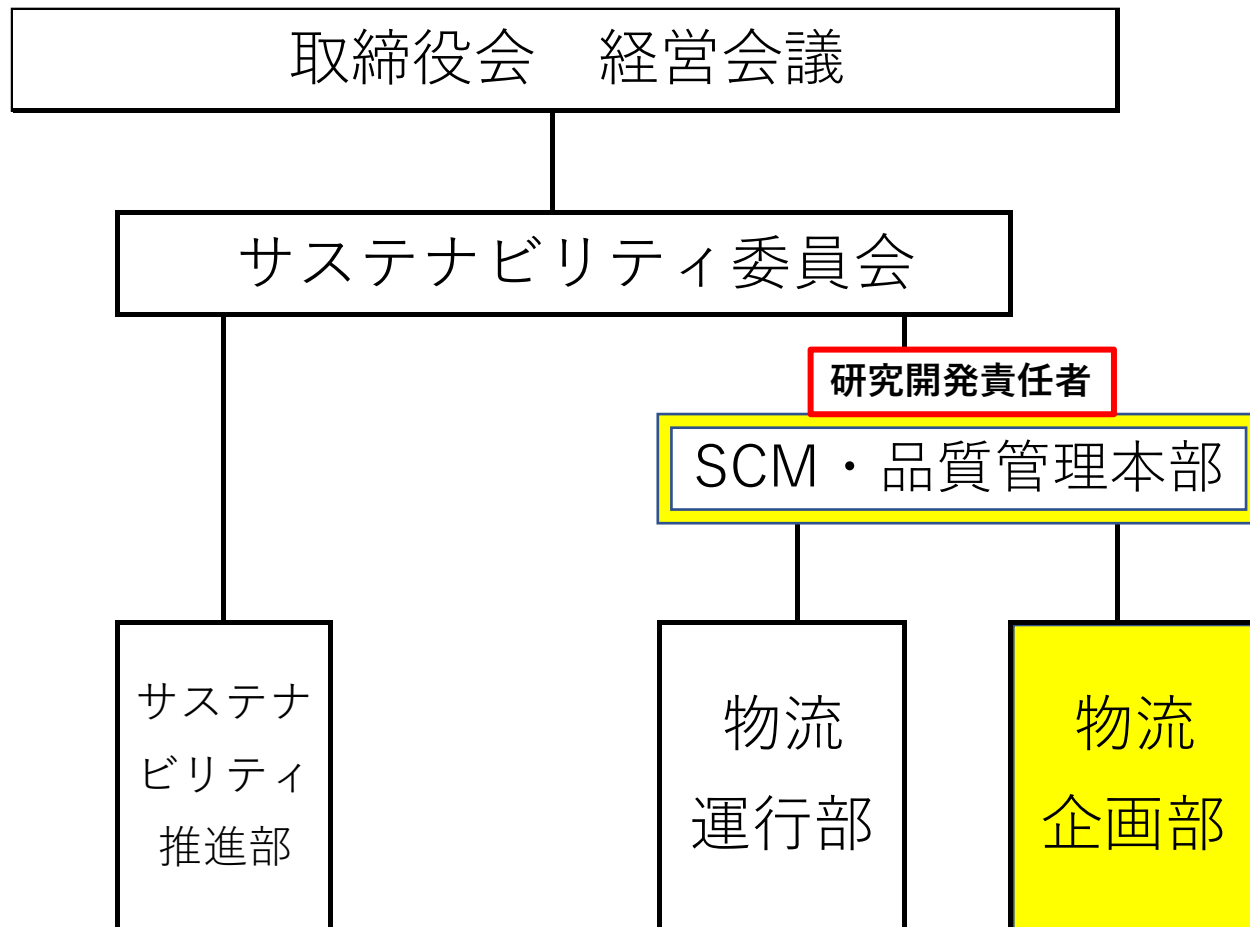 取締役会　経営会議
サステナビリティ委員会
研究開発責任者
SCM・品質管理本部
サステナ
ビリティ
推進部
物流
運行部
物流
企画部